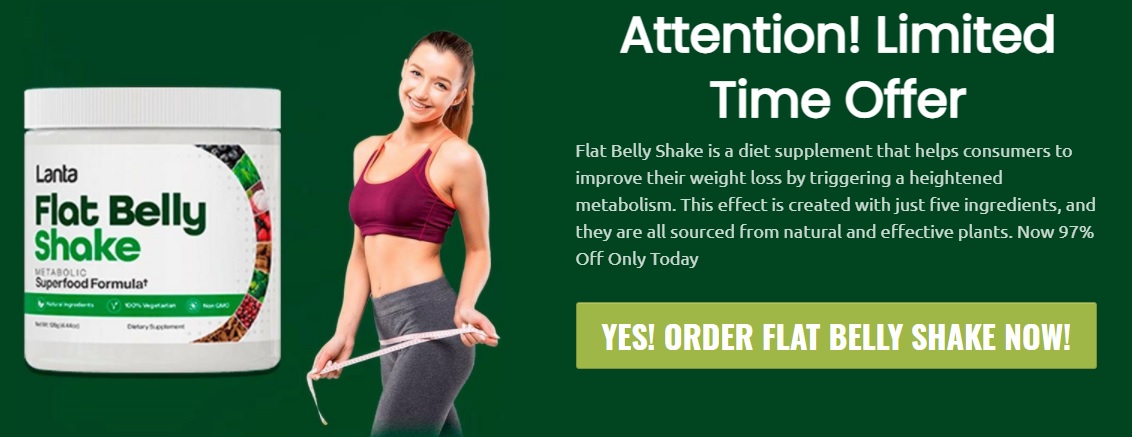 Attention! Limited
Time Offer
Flat Belly Shake is a diet supplement that helps consumers to
improve their weight loss by triggering a heightened
metabolism. This effect is created with just five ingredients, and
they are all sourced from natural and effective plants. Now 97%
Off Only Today
YES! ORDER FLAT BELLY SHAKE NOW!
Lanta
Flat Belly
Shake
METABOLIC
Superfood Formula†
Natural Ingredients 100% Vegetarian Non GMO
Dietary Supplement